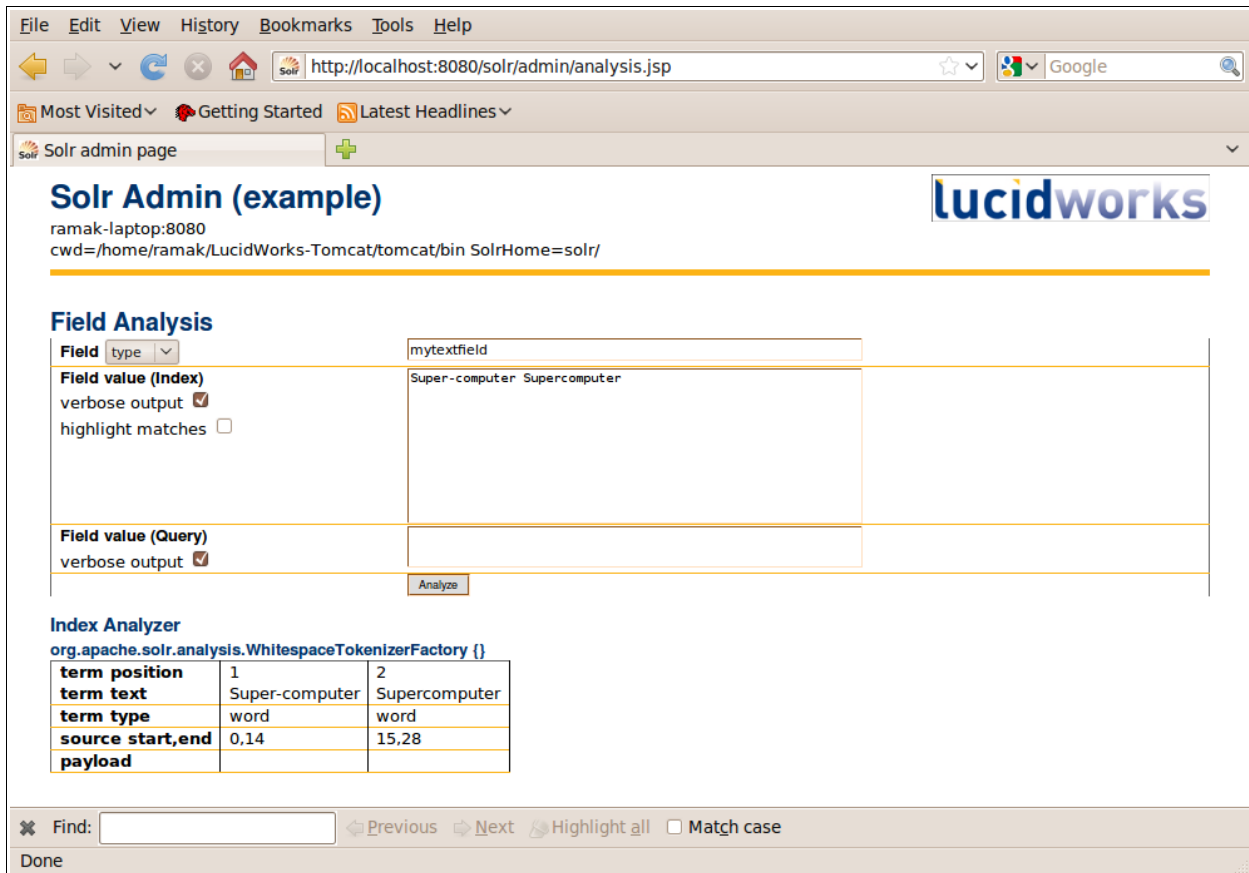 File Edit View History Bookmarks Tools Help
Solr http://localhost:8080/solr/admin/analysis.jsp Google
Most Visited Getting Started Latest Headlines
Solr Solr admin page
Solr Admin (example) lucidworks
ramak-laptop:8080
cwd=/home/ramak/LucidWorks-Tomcat/tomcat/bin SolrHome=solr/
Field Analysis
Field type mytextfield
Field value (Index) Super-computer Supercomputer
verbose output
highlight matches
Field value (Query)
verbose output
Analyze
Index Analyzer
org.apache.solr.analysis.WhitespaceTokenizerFactory {}
term position 1 2
term text Super-computer Supercomputer
term type word word
source start,end 0,14 15,28
payload
Find: Previous Next Highlight all Match case
Done